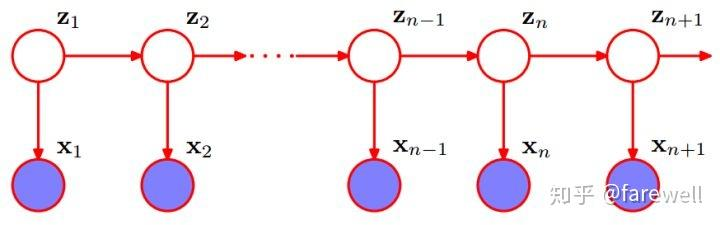 z₁ z₂ zₙ₋₁ zₙ zₙ₊₁
x₁ x₂ xₙ₋₁ xₙ xₙ₊₁
知乎 @farewell